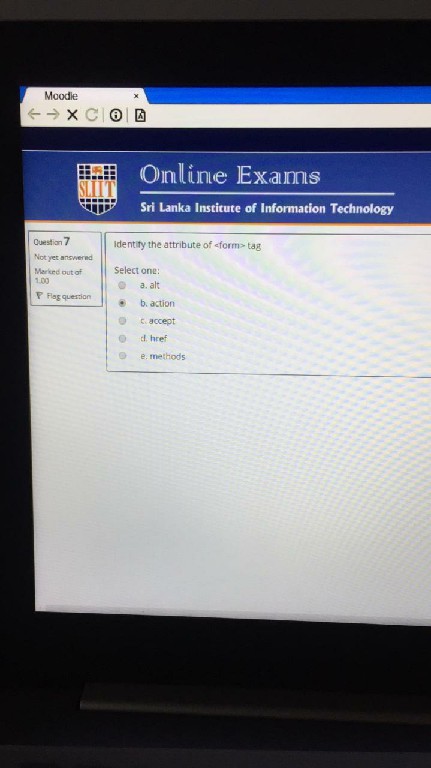 Moodle ×
SLIIT
Online Exams
Sri Lanka Institute of Information Technology
Question 7
Not yet answered
Marked out of
1.00
Flag question
Identify the attribute of <form> tag
Select one:
a. alt
b. action
c. accept
d. href
e. methods